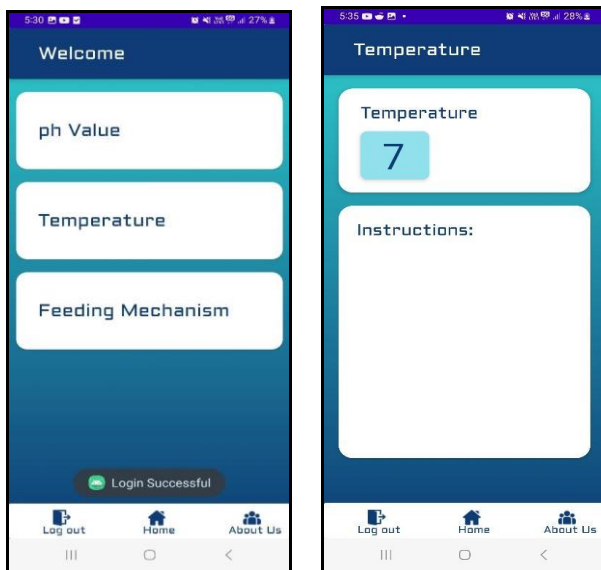 5:30
27%
Welcome
ph Value
Temperature
Feeding Mechanism
Login Successful
Log out Home About Us
5:35
28%
Temperature
Temperature
7
Instructions:
Log out Home About Us